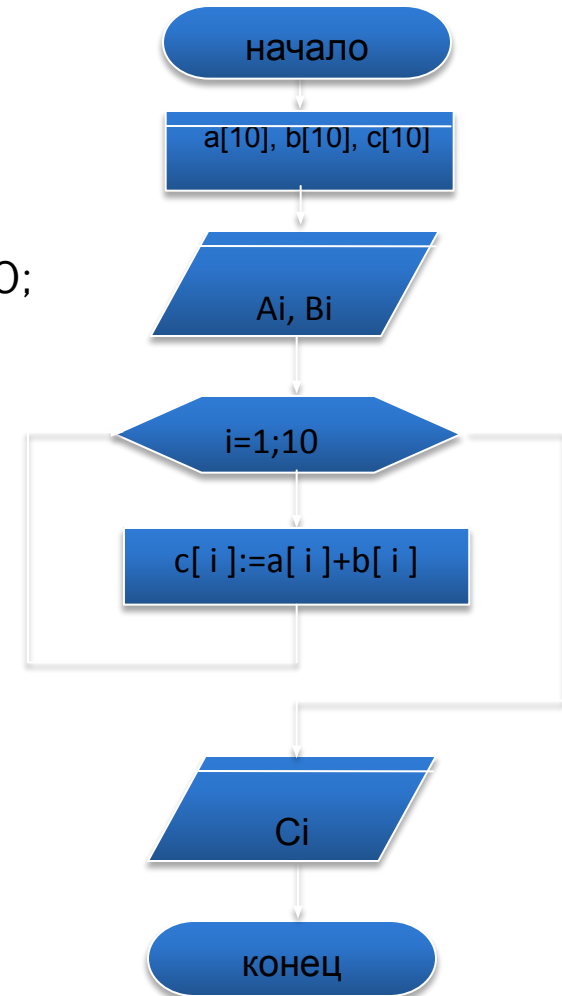 начало
a[10], b[10], c[10]
0;
Ai, Bi
i=1;10
c[ i ]:=a[ i ]+b[ i ]
Ci
конец